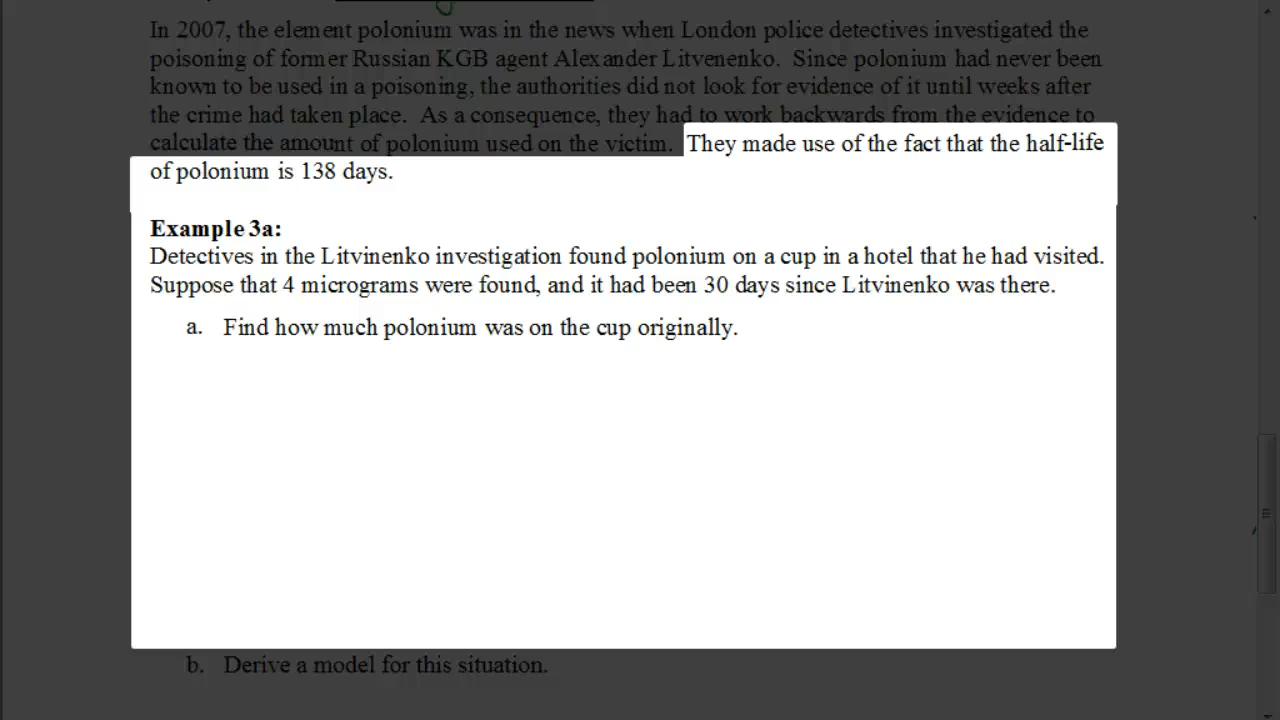 In 2007, the element polonium was in the news when London police detectives investigated the
poisoning of former Russian KGB agent Alexander Litvenenko.  Since polonium had never been
known to be used in a poisoning, the authorities did not look for evidence of it until weeks after
the crime had taken place.  As a consequence, they had to work backwards from the evidence to
calculate the amount of polonium used on the victim.  They made use of the fact that the half-life
of polonium is 138 days.
Example 3a:
Detectives in the Litvinenko investigation found polonium on a cup in a hotel that he had visited.
Suppose that 4 micrograms were found, and it had been 30 days since Litvinenko was there.
a. Find how much polonium was on the cup originally.
b. Derive a model for this situation.